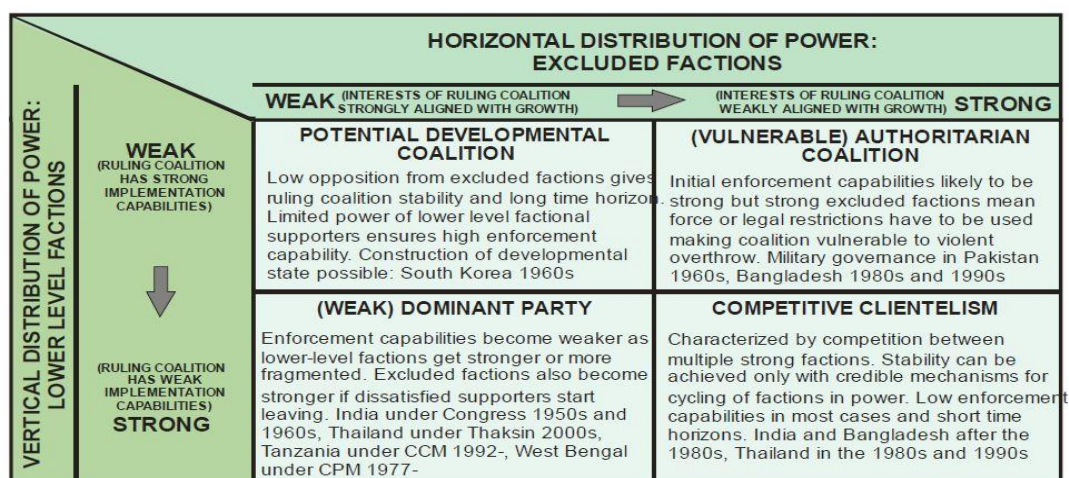 HORIZONTAL DISTRIBUTION OF POWER:
EXCLUDED FACTIONS
WEAK (INTERESTS OF RULING COALITION
STRONGLY ALIGNED WITH GROWTH)
(INTERESTS OF RULING COALITION
WEAKLY ALIGNED WITH GROWTH) STRONG
VERTICAL DISTRIBUTION OF POWER:
LOWER LEVEL FACTIONS
WEAK
(RULING COALITION
HAS STRONG
IMPLEMENTATION
CAPABILITIES)
POTENTIAL DEVELOPMENTAL
COALITION
Low opposition from excluded factions gives
ruling coalition stability and long time horizon.
Limited power of lower level factional
supporters ensures high enforcement
capability. Construction of developmental
state possible: South Korea 1960s
(VULNERABLE) AUTHORITARIAN
COALITION
Initial enforcement capabilities likely to be
strong but strong excluded factions mean
force or legal restrictions have to be used
making coalition vulnerable to violent
overthrow. Military governance in Pakistan
1960s, Bangladesh 1980s and 1990s
(RULING COALITION
HAS WEAK
IMPLEMENTATION
CAPABILITIES)
STRONG
(WEAK) DOMINANT PARTY
Enforcement capabilities become weaker as
lower-level factions get stronger or more
fragmented. Excluded factions also become
stronger if dissatisfied supporters start
leaving. India under Congress 1950s and
1960s, Thailand under Thaksin 2000s,
Tanzania under CCM 1992-, West Bengal
under CPM 1977-
COMPETITIVE CLIENTELISM
Characterized by competition between
multiple strong factions. Stability can be
achieved only with credible mechanisms for
cycling of factions in power. Low enforcement
capabilities in most cases and short time
horizons. India and Bangladesh after the
1980s, Thailand in the 1980s and 1990s